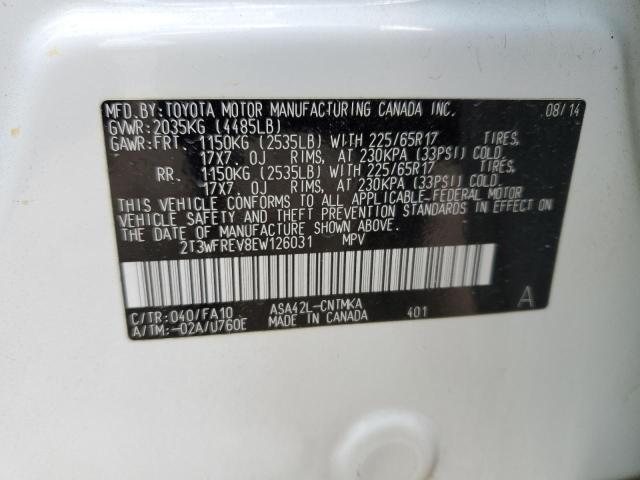 MFD. BY: TOYOTA MOTOR MANUFACTURING CANADA INC. 08/14
GVWR: 2035KG (4485LB)
GAWR: FRT. 1150KG (2535LB) WITH 225/65R17 TIRES,
17X7. 0J RIMS, AT 230KPA (33PSI) COLD.
RR. 1150KG (2535LB) WITH 225/65R17 TIRES,
17X7. 0J RIMS, AT 230KPA (33PSI) COLD.
THIS VEHICLE CONFORMS TO ALL APPLICABLE-FEDERAL MOTOR
VEHICLE SAFETY AND THEFT PREVENTION STANDARDS IN EFFECT ON
THE DATE OF MANUFACTURE SHOWN ABOVE.
2T3WFREV8EW126031 MPV
C/TR: 040/FA10 ASA42L-CNTMKA 401 A
A/TM: -02A/U760E MADE IN CANADA